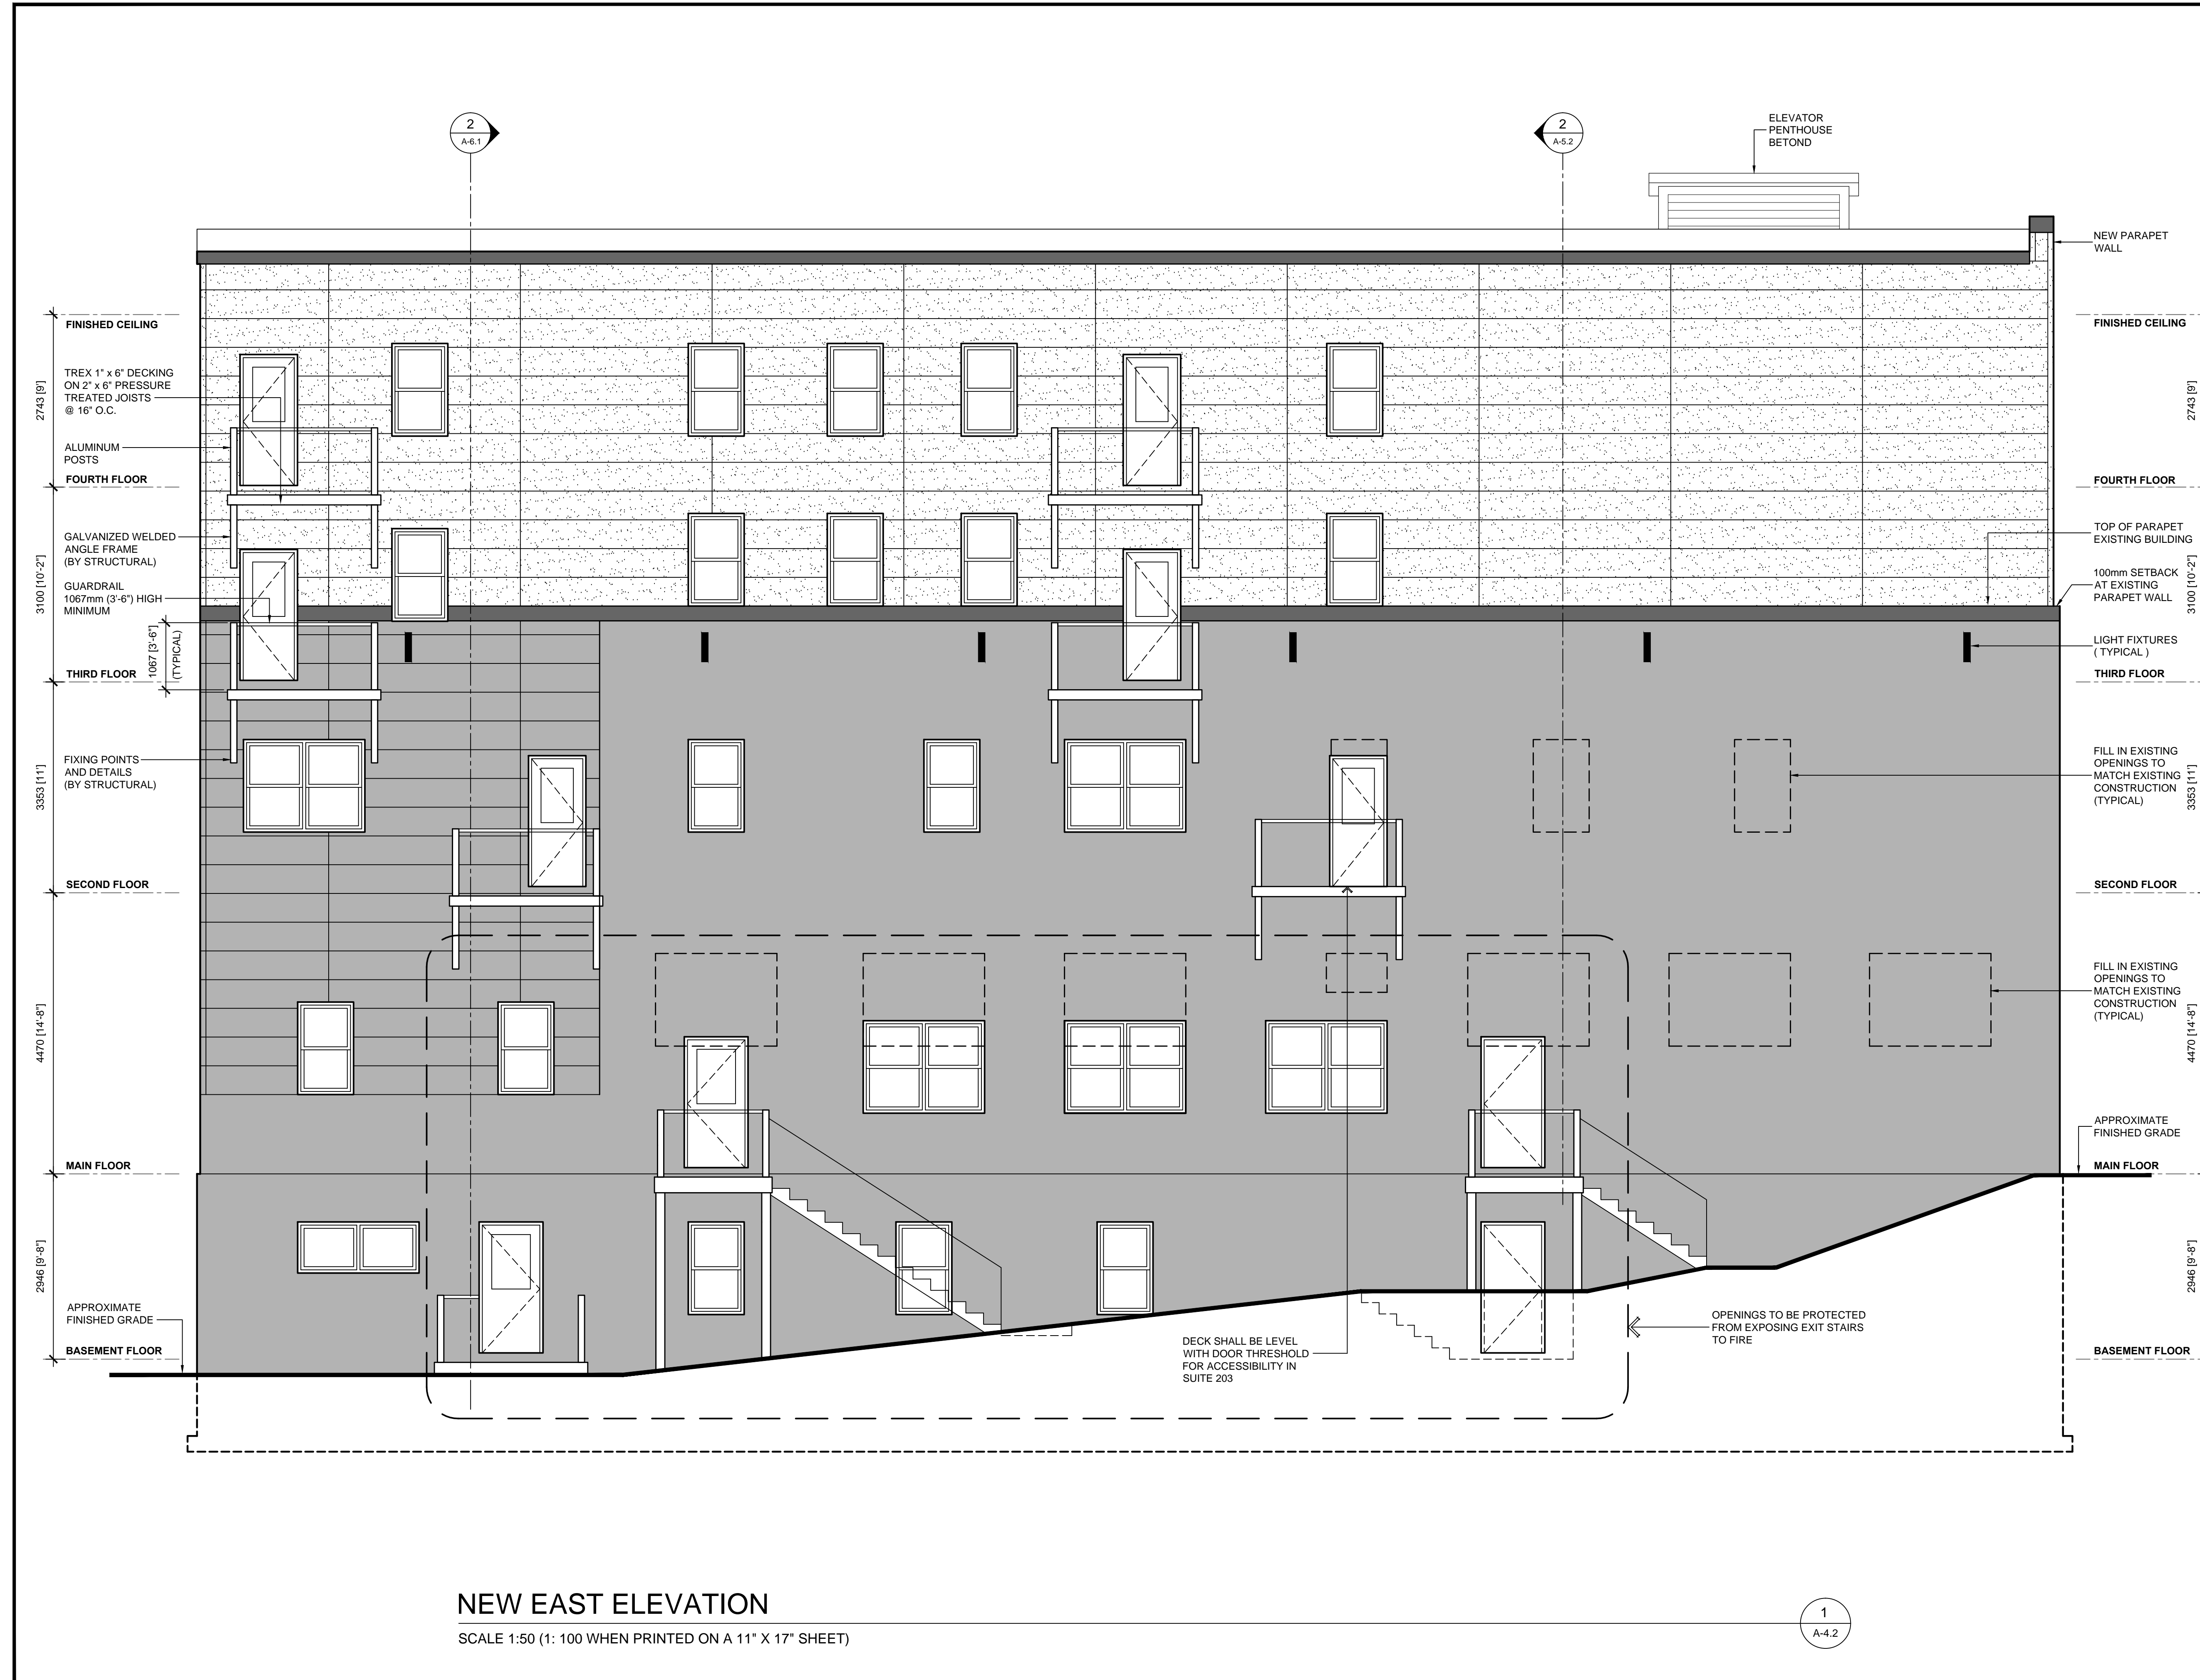 2
A-6.1
2
A-5.2
ELEVATOR
PENTHOUSE
BETOND
NEW PARAPET
WALL
FINISHED CEILING
FINISHED CEILING
TREX 1" x 6" DECKING
ON 2" x 6" PRESSURE
TREATED JOISTS
@ 16" O.C.
2743 [9']
2743 [9']
ALUMINUM
POSTS
FOURTH FLOOR
FOURTH FLOOR
GALVANIZED WELDED
ANGLE FRAME
(BY STRUCTURAL)
TOP OF PARAPET
EXISTING BUILDING
3100 [10'-2"]
3100 [10'-2"]
GUARDRAIL
1067mm (3'-6") HIGH
MINIMUM
100mm SETBACK
AT EXISTING
PARAPET WALL
1067 [3'-6"]
(TYPICAL)
LIGHT FIXTURES
( TYPICAL )
THIRD FLOOR
THIRD FLOOR
FIXING POINTS
AND DETAILS
(BY STRUCTURAL)
3353 [11']
3353 [11']
FILL IN EXISTING
OPENINGS TO
MATCH EXISTING
CONSTRUCTION
(TYPICAL)
SECOND FLOOR
SECOND FLOOR
FILL IN EXISTING
OPENINGS TO
MATCH EXISTING
CONSTRUCTION
(TYPICAL)
4470 [14'-8"]
4470 [14'-8"]
APPROXIMATE
FINISHED GRADE
MAIN FLOOR
MAIN FLOOR
2946 [9'-8"]
2946 [9'-8"]
APPROXIMATE
FINISHED GRADE
BASEMENT FLOOR
BASEMENT FLOOR
DECK SHALL BE LEVEL
WITH DOOR THRESHOLD
FOR ACCESSIBILITY IN
SUITE 203
OPENINGS TO BE PROTECTED
FROM EXPOSING EXIT STAIRS
TO FIRE
NEW EAST ELEVATION
SCALE 1:50 (1: 100 WHEN PRINTED ON A 11" X 17" SHEET)
1
A-4.2